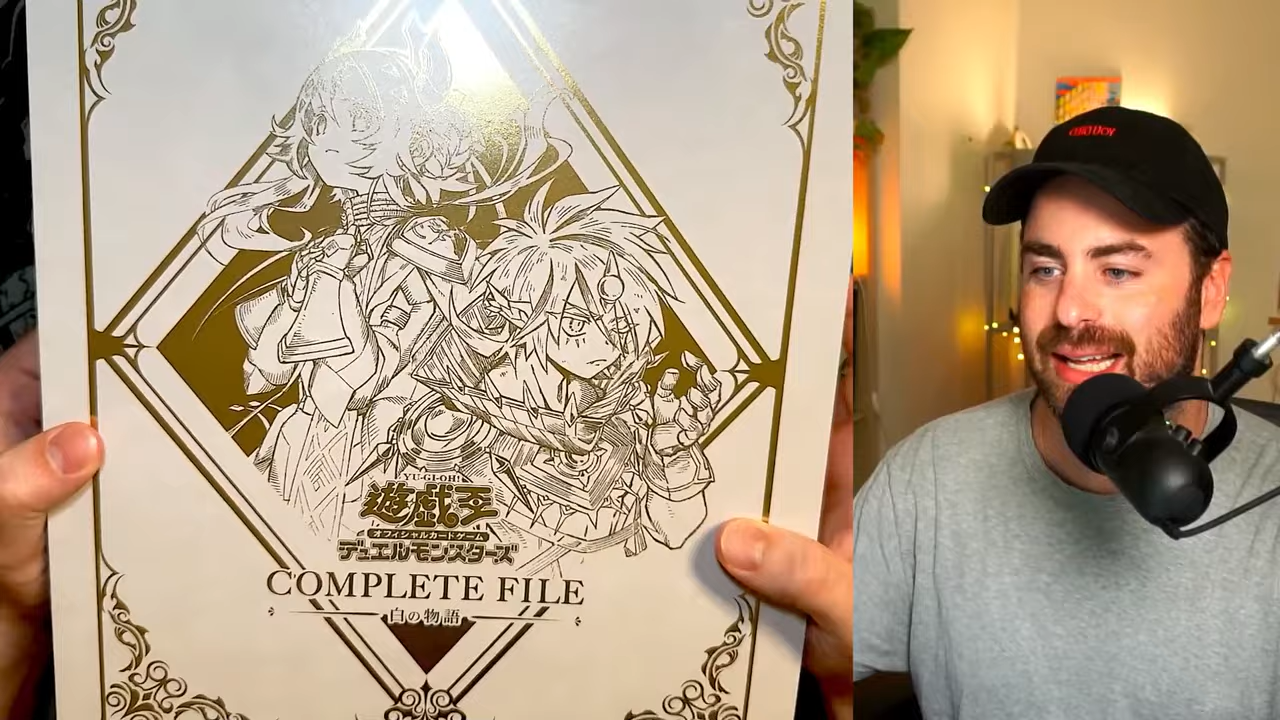 YU-GI-OH!
遊戯王
オフィシャルカードゲーム
デュエルモンスターズ
COMPLETE FILE
白の物語